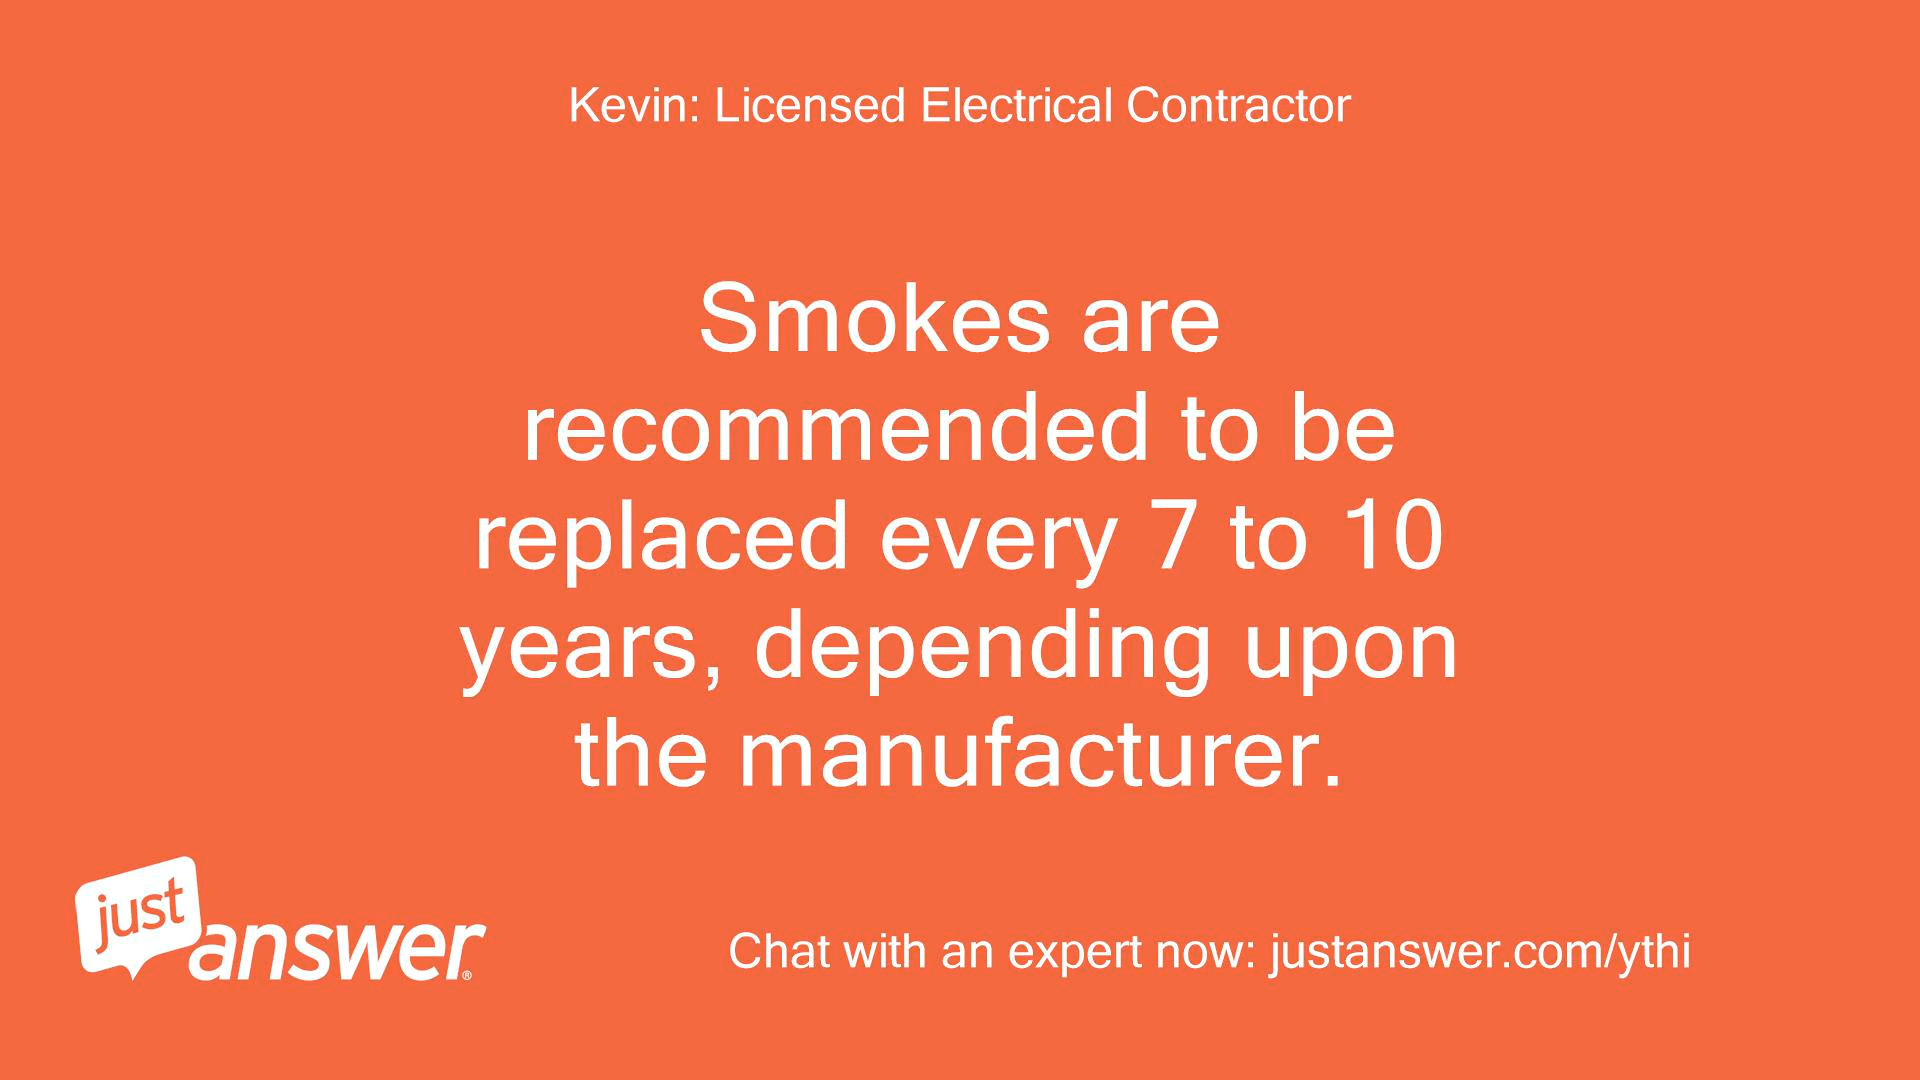 Kevin: Licensed Electrical Contractor
Smokes are
recommended to be
replaced every 7 to 10
years, depending upon
the manufacturer.
just
answer®
Chat with an expert now: justanswer.com/ythi